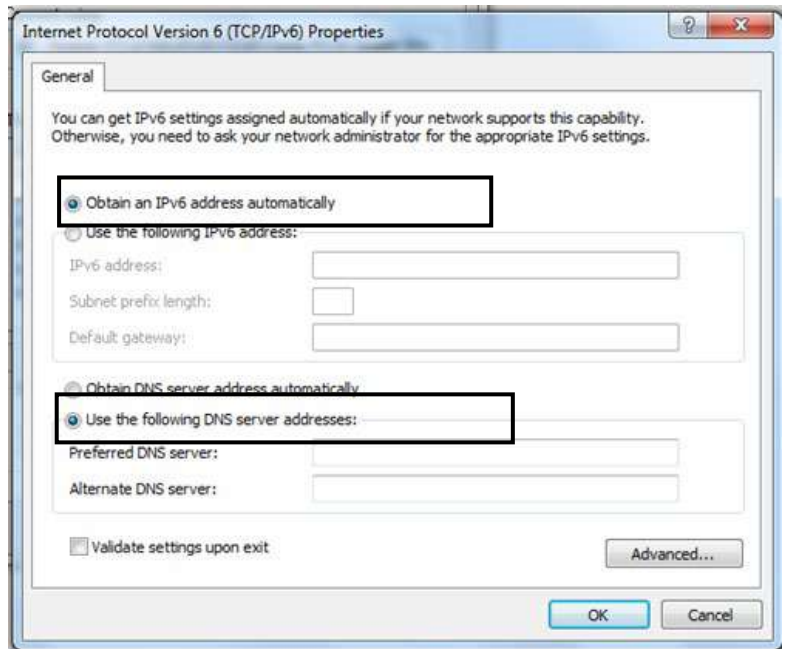 Internet Protocol Version 6 (TCP/IPv6) Properties
General
You can get IPv6 settings assigned automatically if your network supports this capability.
Otherwise, you need to ask your network administrator for the appropriate IPv6 settings.
Obtain an IPv6 address automatically
Use the following IPv6 address:
IPv6 address:
Subnet prefix length:
Default gateway:
Obtain DNS server address automatically
Use the following DNS server addresses:
Preferred DNS server:
Alternate DNS server:
Validate settings upon exit
Advanced...
OK
Cancel